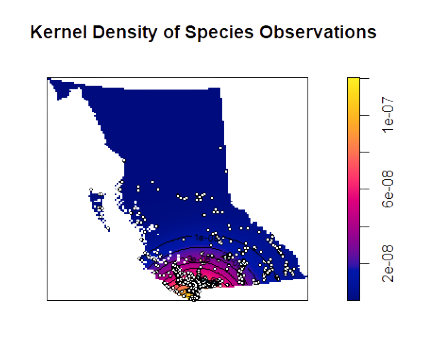 Kernel Density of Species Observations
1e-07
6e-08
2e-08